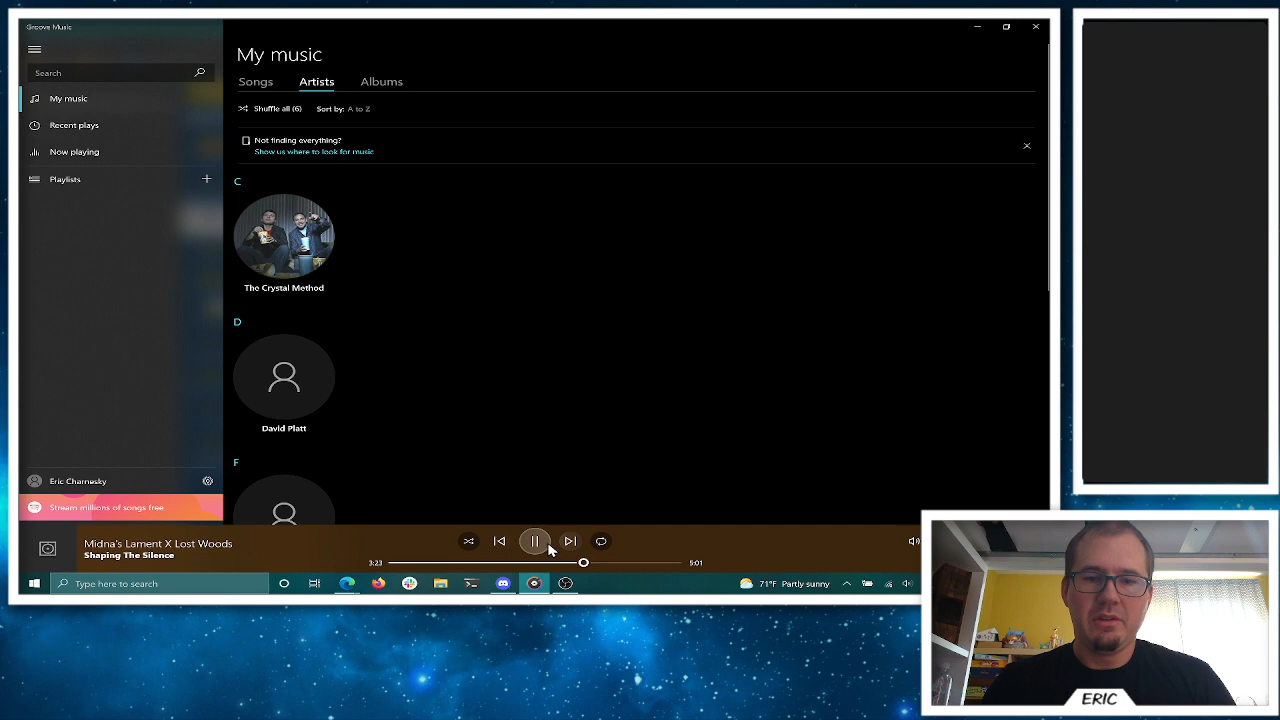 Groove Music
Search
My music
Recent plays
Now playing
Playlists
Eric Charnesky
Stream millions of songs free
My music
Songs Artists Albums
Shuffle all (6) Sort by: A to Z
Not finding everything?
Show us where to look for music
C
The Crystal Method
D
David Platt
F
Midna's Lament X Lost Woods
Shaping The Silence
3:23 5:01
Type here to search
71°F Partly sunny
ERIC